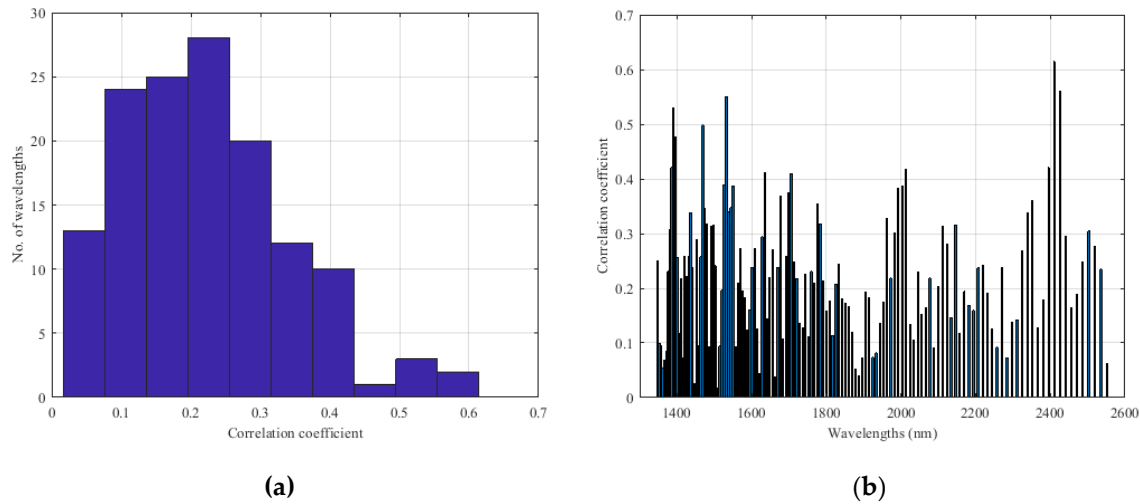 30
25
20
15
10
5
0
No. of wavelengths
0 0.1 0.2 0.3 0.4 0.5 0.6 0.7
Correlation coefficient
(a)
0.7
0.6
0.5
0.4
0.3
0.2
0.1
0
Correlation coefficient
1400 1600 1800 2000 2200 2400 2600
Wavelengths (nm)
(b)